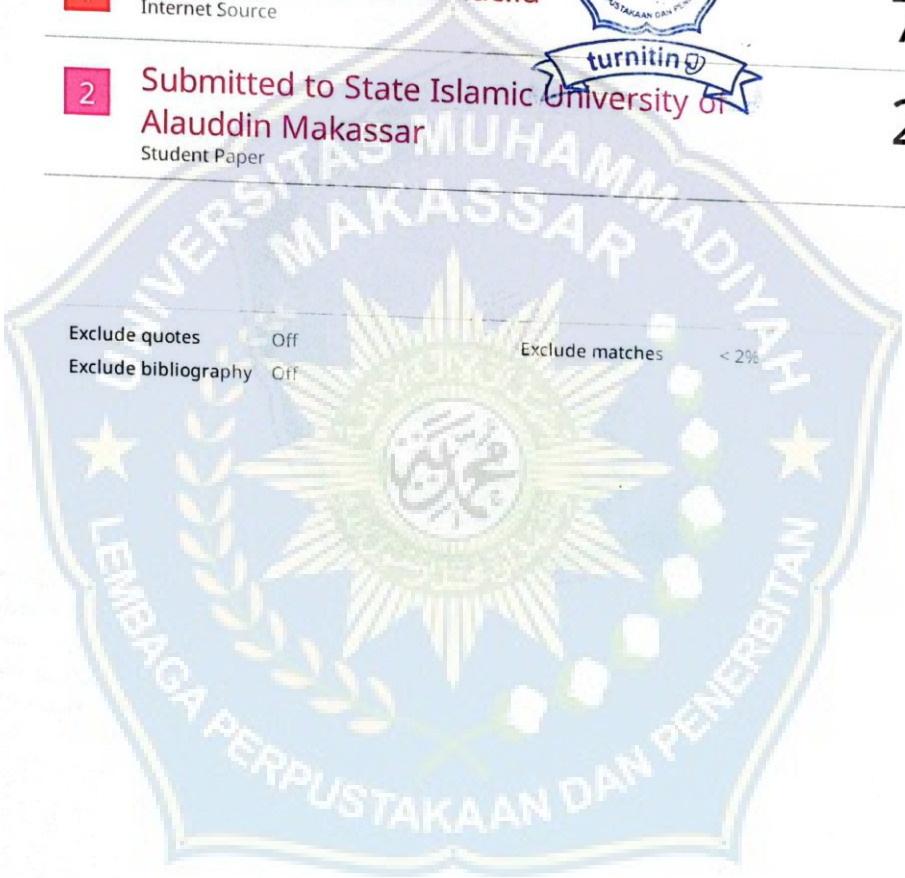 Internet Source
turnitin
2 Submitted to State Islamic University of
Alauddin Makassar
Student Paper
2
UNIVERSITAS MUHAMMADIYAH
MAKASSAR
Exclude quotes Off
Exclude matches < 2%
Exclude bibliography Off
LEMBAGA PERPUSTAKAAN DAN PENERBITAN